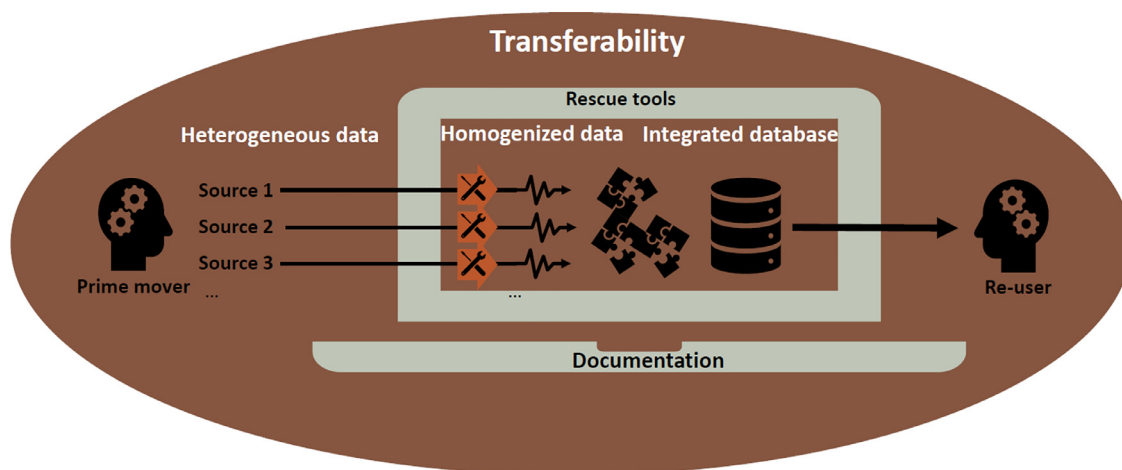 Transferability
Rescue tools
Heterogeneous data
Homogenized data
Integrated database
Source 1
Source 2
Source 3
...
...
Prime mover
Re-user
Documentation